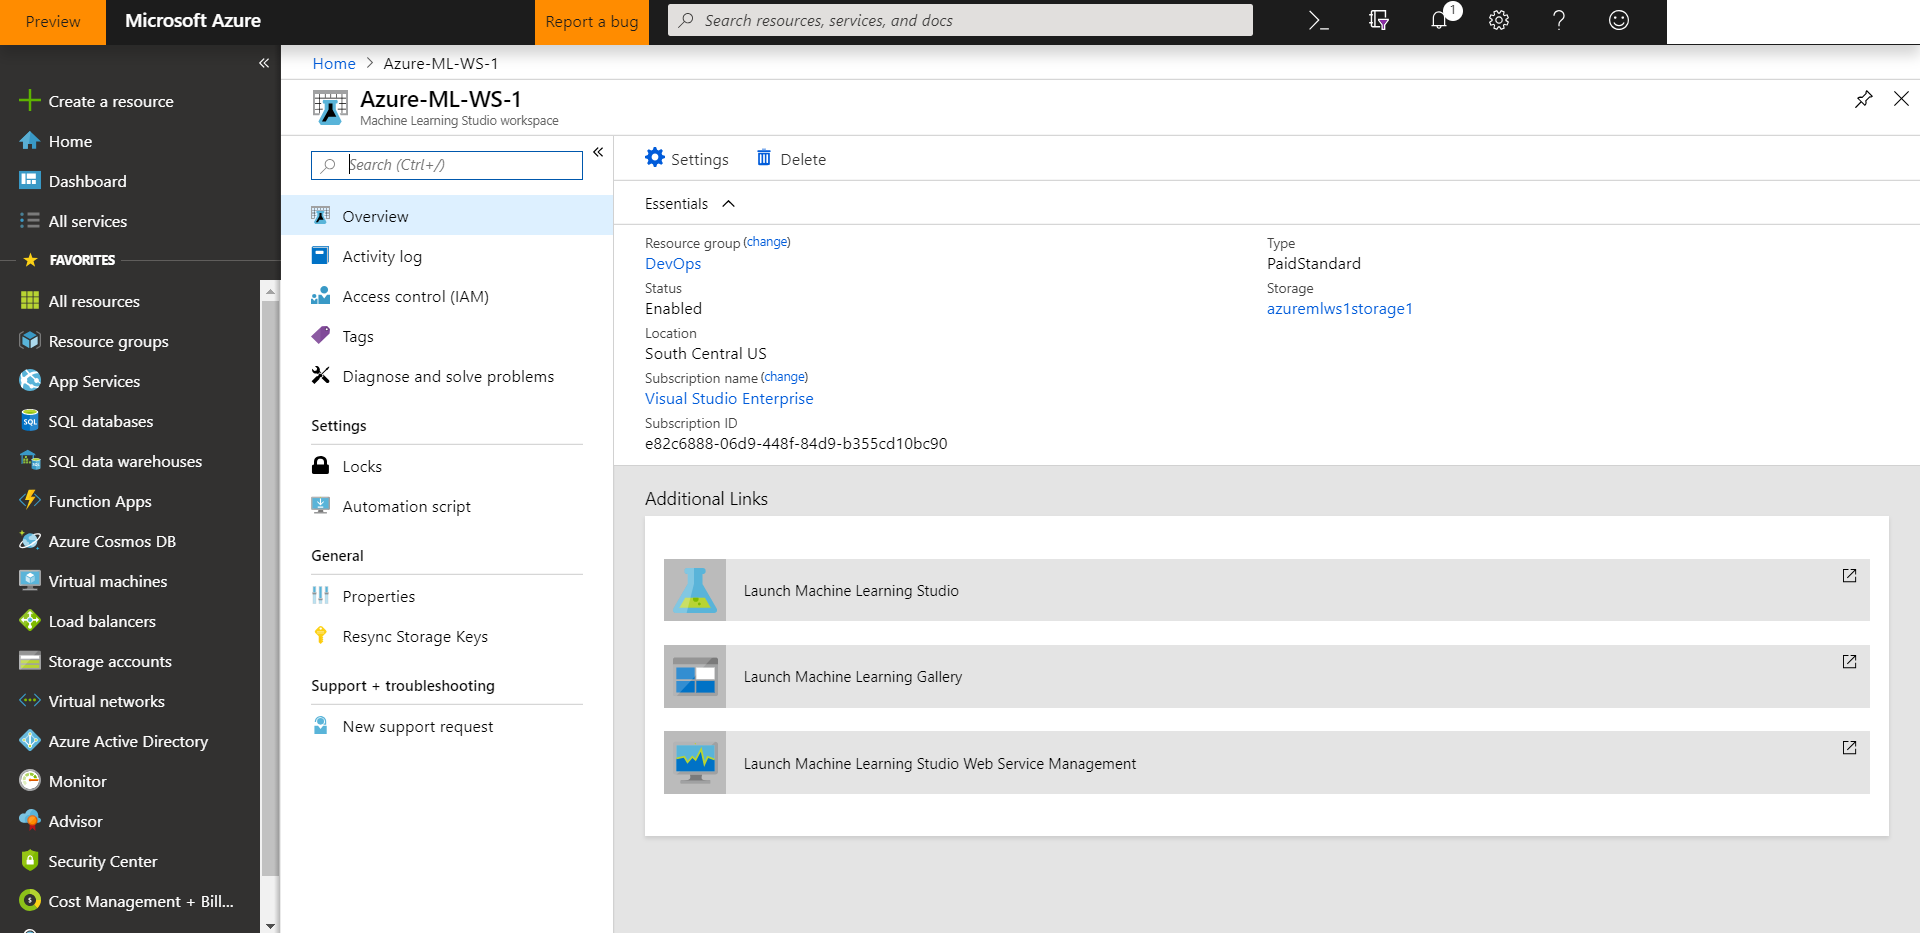 Preview
Microsoft Azure
Report a bug
Search resources, services, and docs
1
Create a resource
Home
Dashboard
All services
FAVORITES
All resources
Resource groups
App Services
SQL databases
SQL data warehouses
Function Apps
Azure Cosmos DB
Virtual machines
Load balancers
Storage accounts
Virtual networks
Azure Active Directory
Monitor
Advisor
Security Center
Cost Management + Bill...
Home > Azure-ML-WS-1
Azure-ML-WS-1
Machine Learning Studio workspace
Search (Ctrl+/)
Overview
Activity log
Access control (IAM)
Tags
Diagnose and solve problems
Settings
Locks
Automation script
General
Properties
Resync Storage Keys
Support + troubleshooting
New support request
Settings
Delete
Essentials
Resource group (change)
DevOps
Status
Enabled
Location
South Central US
Subscription name (change)
Visual Studio Enterprise
Subscription ID
e82c6888-06d9-448f-84d9-b355cd10bc90
Type
PaidStandard
Storage
azuremlws1storage1
Additional Links
Launch Machine Learning Studio
Launch Machine Learning Gallery
Launch Machine Learning Studio Web Service Management